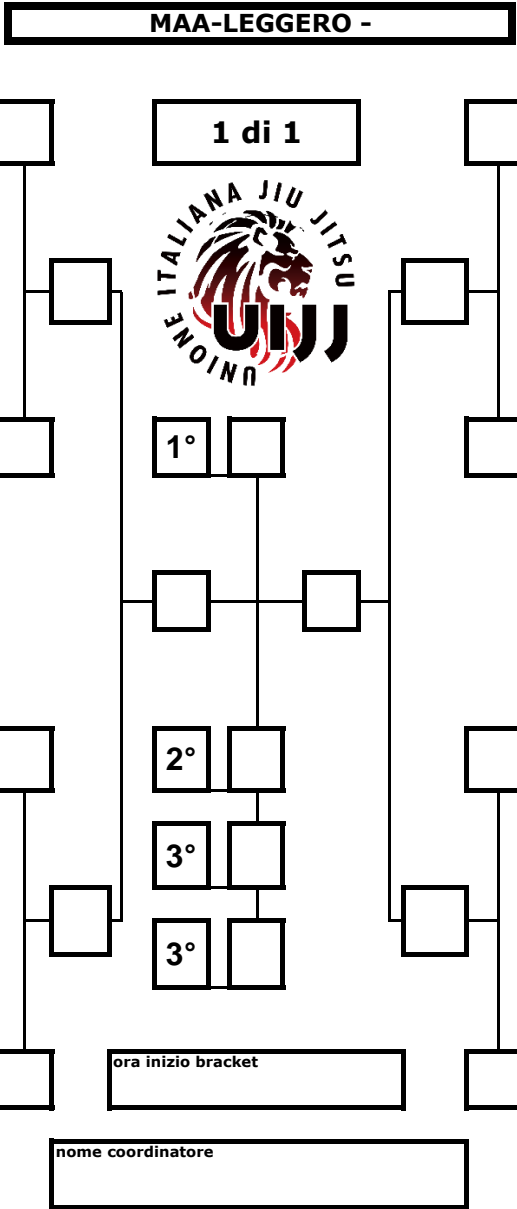 MAA-LEGGERO -
1 di 1
UNIONE ITALIANA JIU JITSU
UIJJ
1°
2°
3°
3°
ora inizio bracket
nome coordinatore